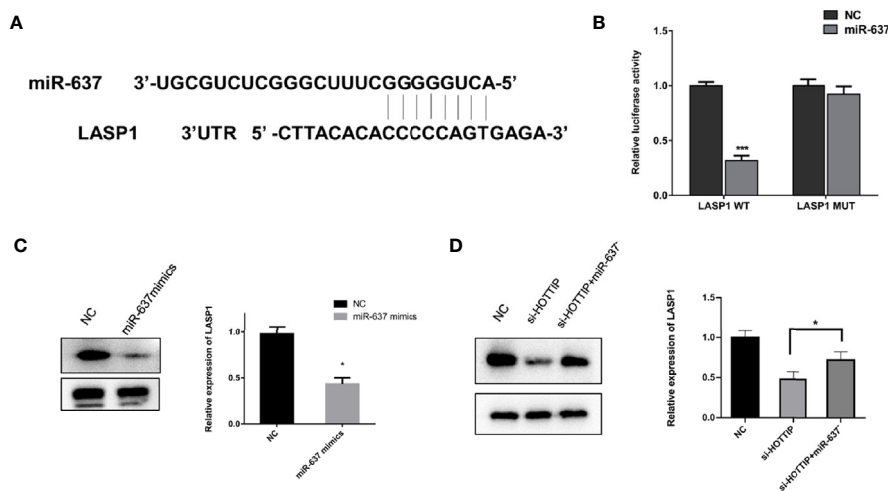 A
miR-637 3'-UGCGUCUCGGGCUUUCGGGGGUCA-5'
LASP1 3'UTR 5' -CTTACACACCCCCAGTGAGA-3'
B
NC
miR-637
Relative luciferase activity
1.5
1.0
0.5
0.0
***
LASP1 WT
LASP1 MUT
C
NC
miR-637mimics
NC
miR-637 mimics
Relative expression of LASP1
1.0
0.5
0.0
*
NC
miR-637 mimics
D
NC
si-HOTTIP
si-HOTTIP+miR-637-
Relative expression of LASP1
1.5
1.0
0.5
0.0
*
NC
si-HOTTIP
si-HOTTIP+miR-637-